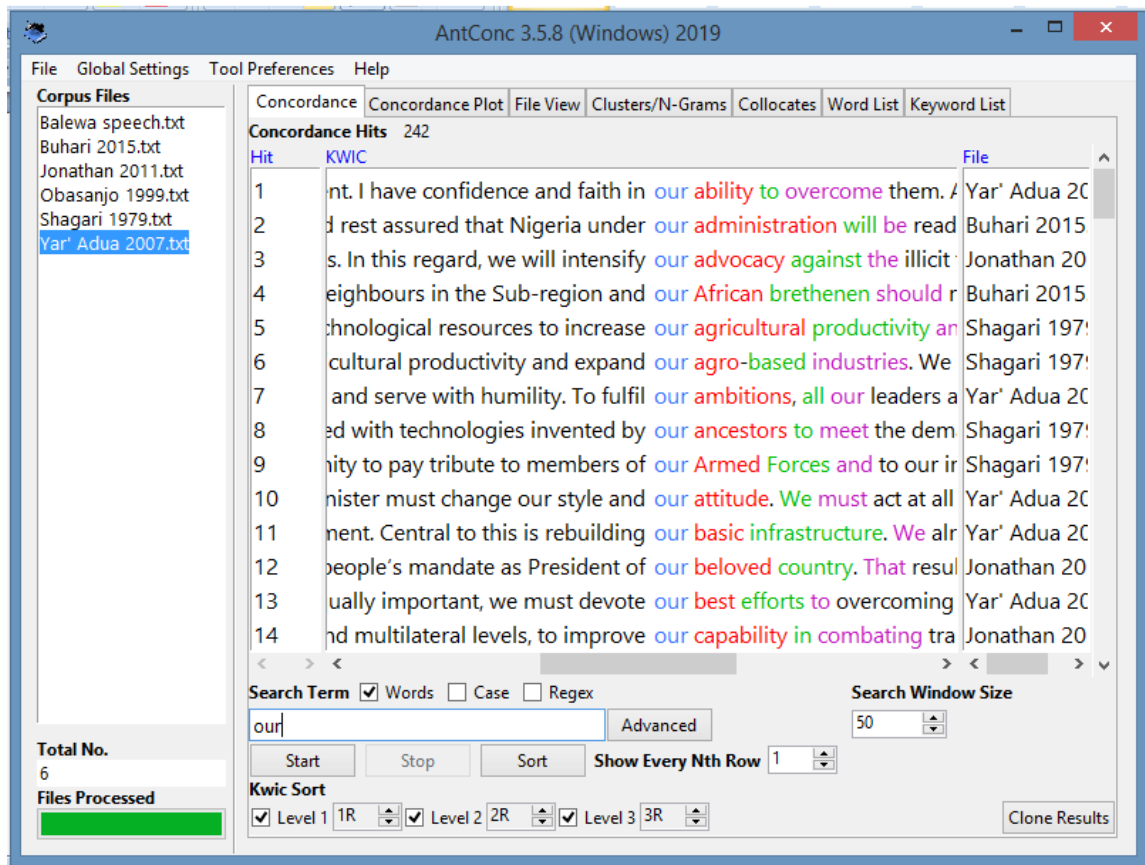 AntConc 3.5.8 (Windows) 2019
File Global Settings Tool Preferences Help
Corpus Files
Balewa speech.txt
Buhari 2015.txt
Jonathan 2011.txt
Obasanjo 1999.txt
Shagari 1979.txt
Yar' Adua 2007.txt
Total No.
6
Files Processed
Concordance Concordance Plot File View Clusters/N-Grams Collocates Word List Keyword List
Concordance Hits 242
Hit KWIC File
1 nt. I have confidence and faith in our ability to overcome them. Yar' Adua 20
2 rest assured that Nigeria under our administration will be read Buhari 2015
3 s. In this regard, we will intensify our advocacy against the illicit Jonathan 20
4 eighbours in the Sub-region and our African brethenen should r Buhari 2015
5 hnological resources to increase our agricultural productivity an Shagari 197
6 cultural productivity and expand our agro-based industries. We Shagari 197
7 and serve with humility. To fulfil our ambitions, all our leaders a Yar' Adua 20
8 ed with technologies invented by our ancestors to meet the dem Shagari 197
9 nity to pay tribute to members of our Armed Forces and to our ir Shagari 197
10 nister must change our style and our attitude. We must act at all Yar' Adua 20
11 ment. Central to this is rebuilding our basic infrastructure. We alr Yar' Adua 20
12 people's mandate as President of our beloved country. That resul Jonathan 20
13 ually important, we must devote our best efforts to overcoming Yar' Adua 20
14 nd multilateral levels, to improve our capability in combating tra Jonathan 20
Search Term Words Case Regex Search Window Size
our Advanced 50
Start Stop Sort Show Every Nth Row 1
Kwic Sort
Level 1 1R Level 2 2R Level 3 3R Clone Results